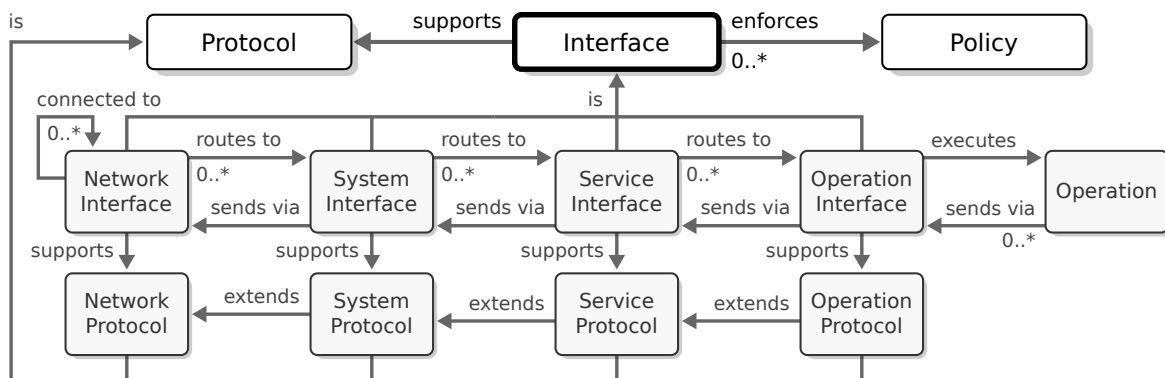 is
supports
enforces
Protocol
Interface
Policy
0..*
connected to
is
0..*
routes to
routes to
routes to
executes
0..*
0..*
0..*
Network
Interface
System
Interface
Service
Interface
Operation
Interface
Operation
sends via
sends via
sends via
sends via
0..*
supports
supports
supports
supports
Network
Protocol
System
Protocol
Service
Protocol
Operation
Protocol
extends
extends
extends